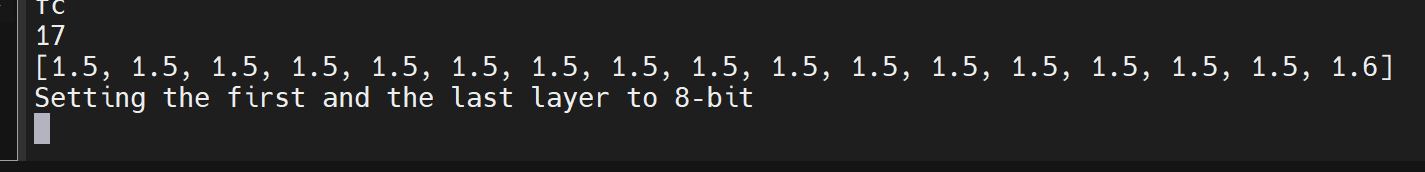 fc
17
[1.5, 1.5, 1.5, 1.5, 1.5, 1.5, 1.5, 1.5, 1.5, 1.5, 1.5, 1.5, 1.5, 1.5, 1.5, 1.5, 1.6]
Setting the first and the last layer to 8-bit